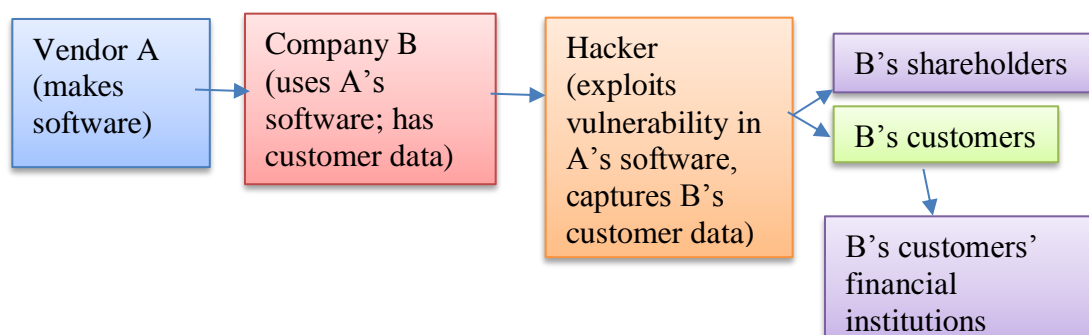 Vendor A
(makes
software)
Company B
(uses A’s
software; has
customer data)
Hacker
(exploits
vulnerability in
A’s software,
captures B’s
customer data)
B’s shareholders
B’s customers
B’s customers’
financial
institutions